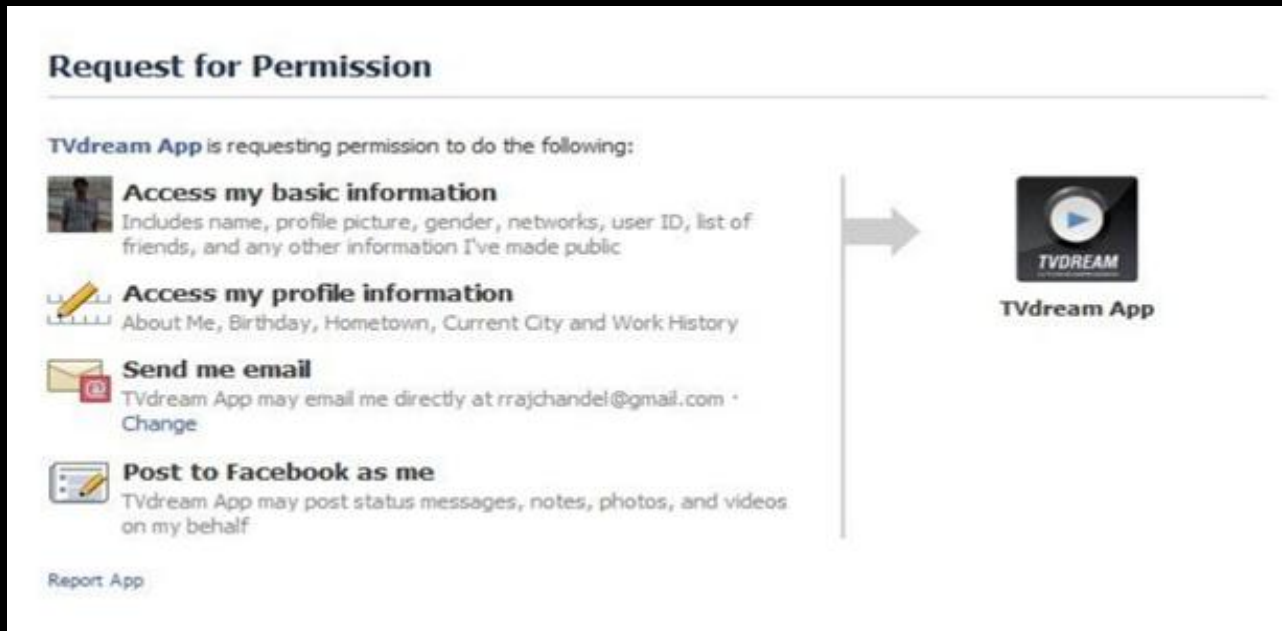 Request for Permission
TVdream App is requesting permission to do the following:
Access my basic information
Includes name, profile picture, gender, networks, user ID, list of
friends, and any other information I've made public
Access my profile information
About Me, Birthday, Hometown, Current City and Work History
Send me email
TVdream App may email me directly at rrajchandel@gmail.com ·
Change
Post to Facebook as me
TVdream App may post status messages, notes, photos, and videos
on my behalf
Report App
TVDREAM
TVdream App